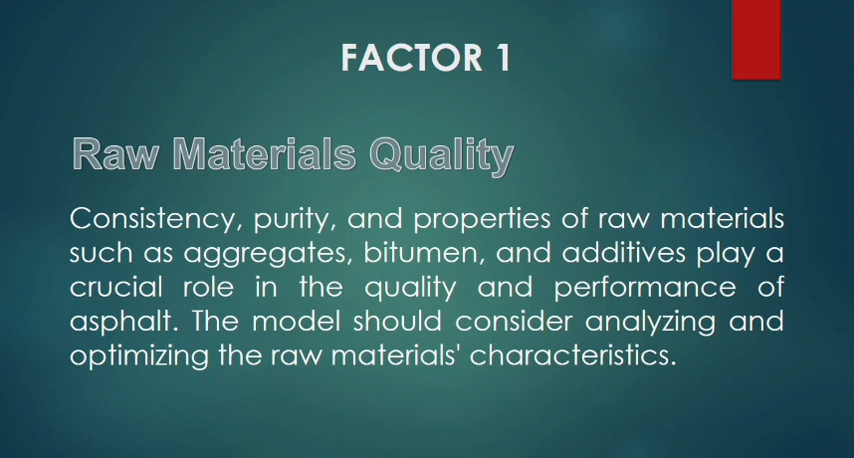 FACTOR 1
Raw Materials Quality
Consistency, purity, and properties of raw materials
such as aggregates, bitumen, and additives play a
crucial role in the quality and performance of
asphalt. The model should consider analyzing and
optimizing the raw materials' characteristics.